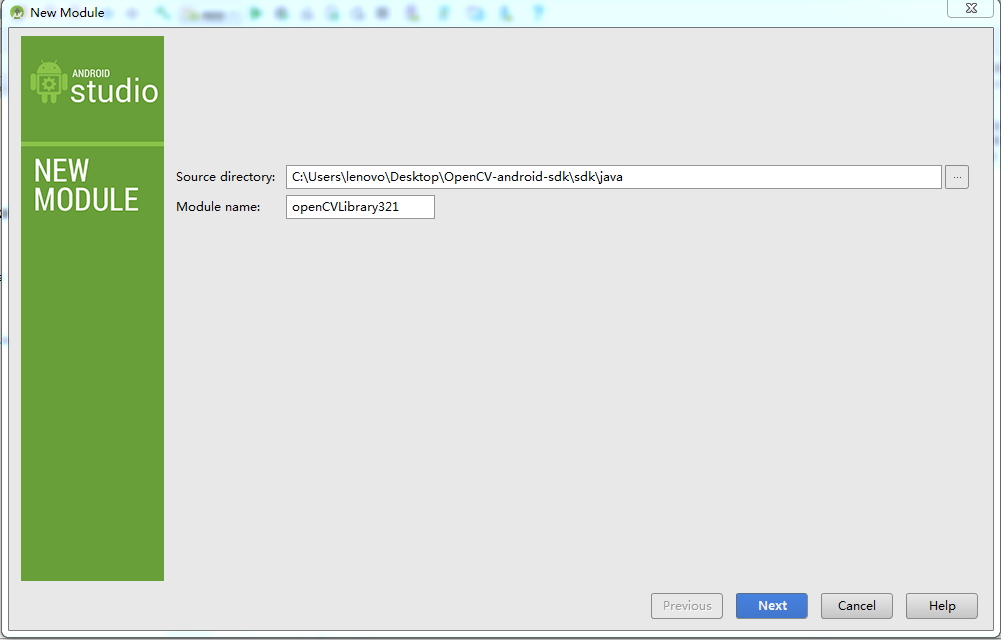 New Module
ANDROID
studio
NEW
MODULE
Source directory: C:\Users\lenovo\Desktop\OpenCV-android-sdk\sdk\java ...
Module name: openCVLibrary321
Previous Next Cancel Help